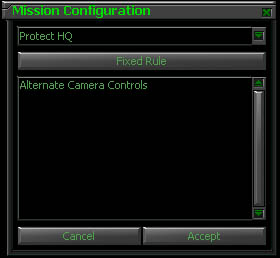 Mission Configuration
Protect HQ
Fixed Rule
Alternate Camera Controls
Cancel
Accept